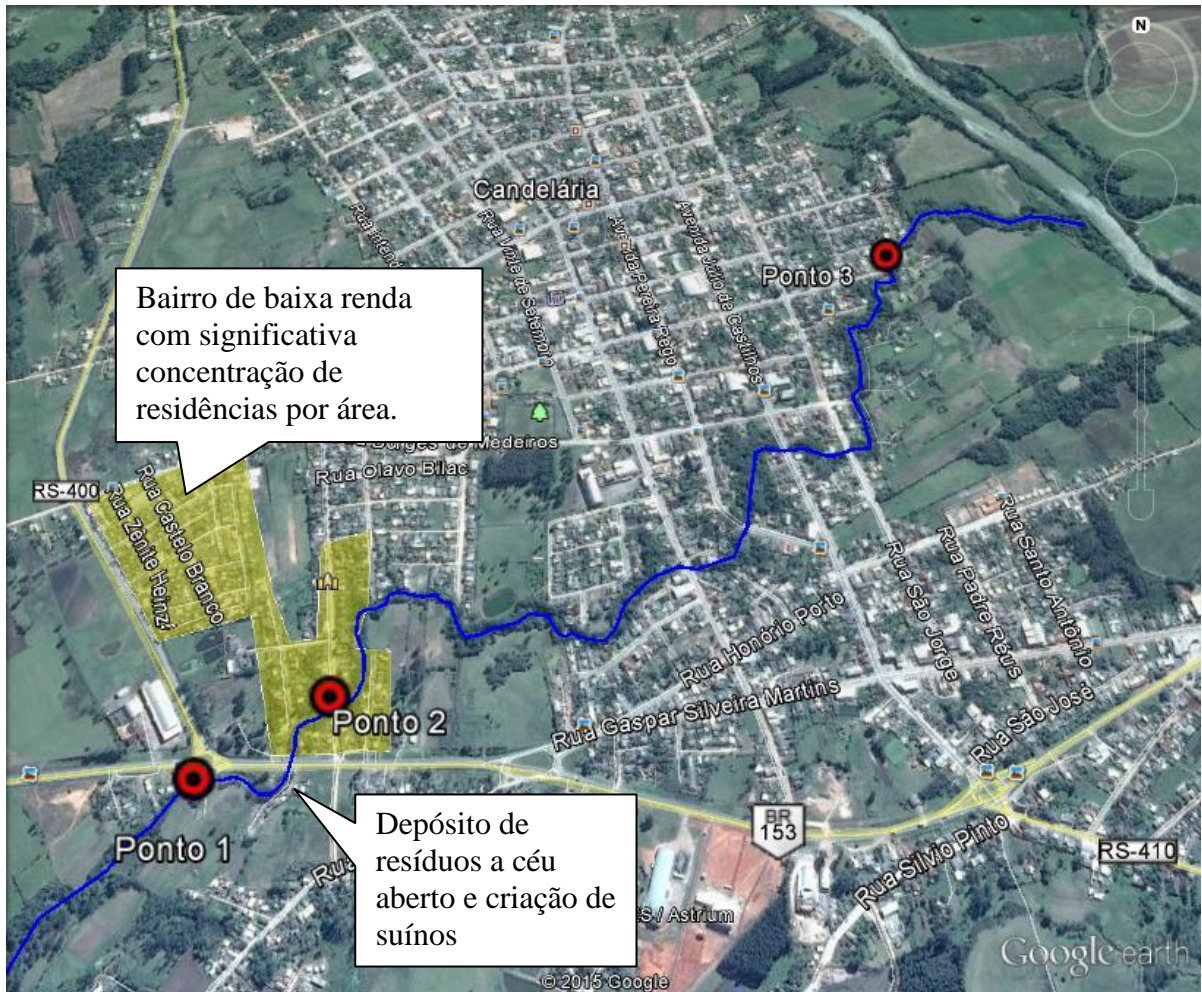 N
Candelária
Rua Vinte de Setembro
Avenida Pereira Rego
Avenida Júlio de Castilhos
Ponto 3
Bairro de baixa renda
com significativa
concentração de
residências por área.
Borges de Medeiros
Rua Olavo Bilac
RS-400
Rua Castelo Branco
Rua Zenite Heinz
Rua Santo Antônio
Rua Padre Réus
Rua São Jorge
Rua Honório Porto
Rua Gaspar Silveira Martins
Rua São José
Ponto 2
Ponto 1
Depósito de
resíduos a céu
aberto e criação de
suínos
BR
153
RS-410
Rua Silvio Pinto
Rua
S / Astrium
Google earth
© 2015 Google